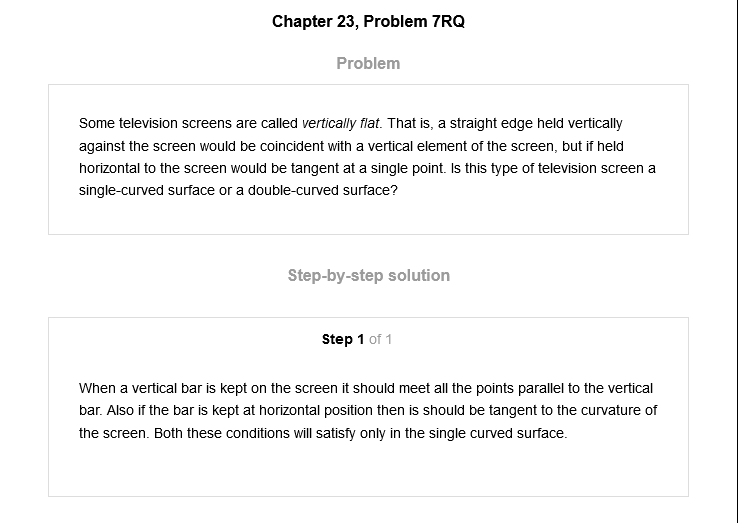 Chapter 23, Problem 7RQ
Problem
Some television screens are called vertically flat. That is, a straight edge held vertically
against the screen would be coincident with a vertical element of the screen, but if held
horizontal to the screen would be tangent at a single point. Is this type of television screen a
single-curved surface or a double-curved surface?
Step-by-step solution
Step 1 of 1
When a vertical bar is kept on the screen it should meet all the points parallel to the vertical
bar. Also if the bar is kept at horizontal position then is should be tangent to the curvature of
the screen. Both these conditions will satisfy only in the single curved surface.